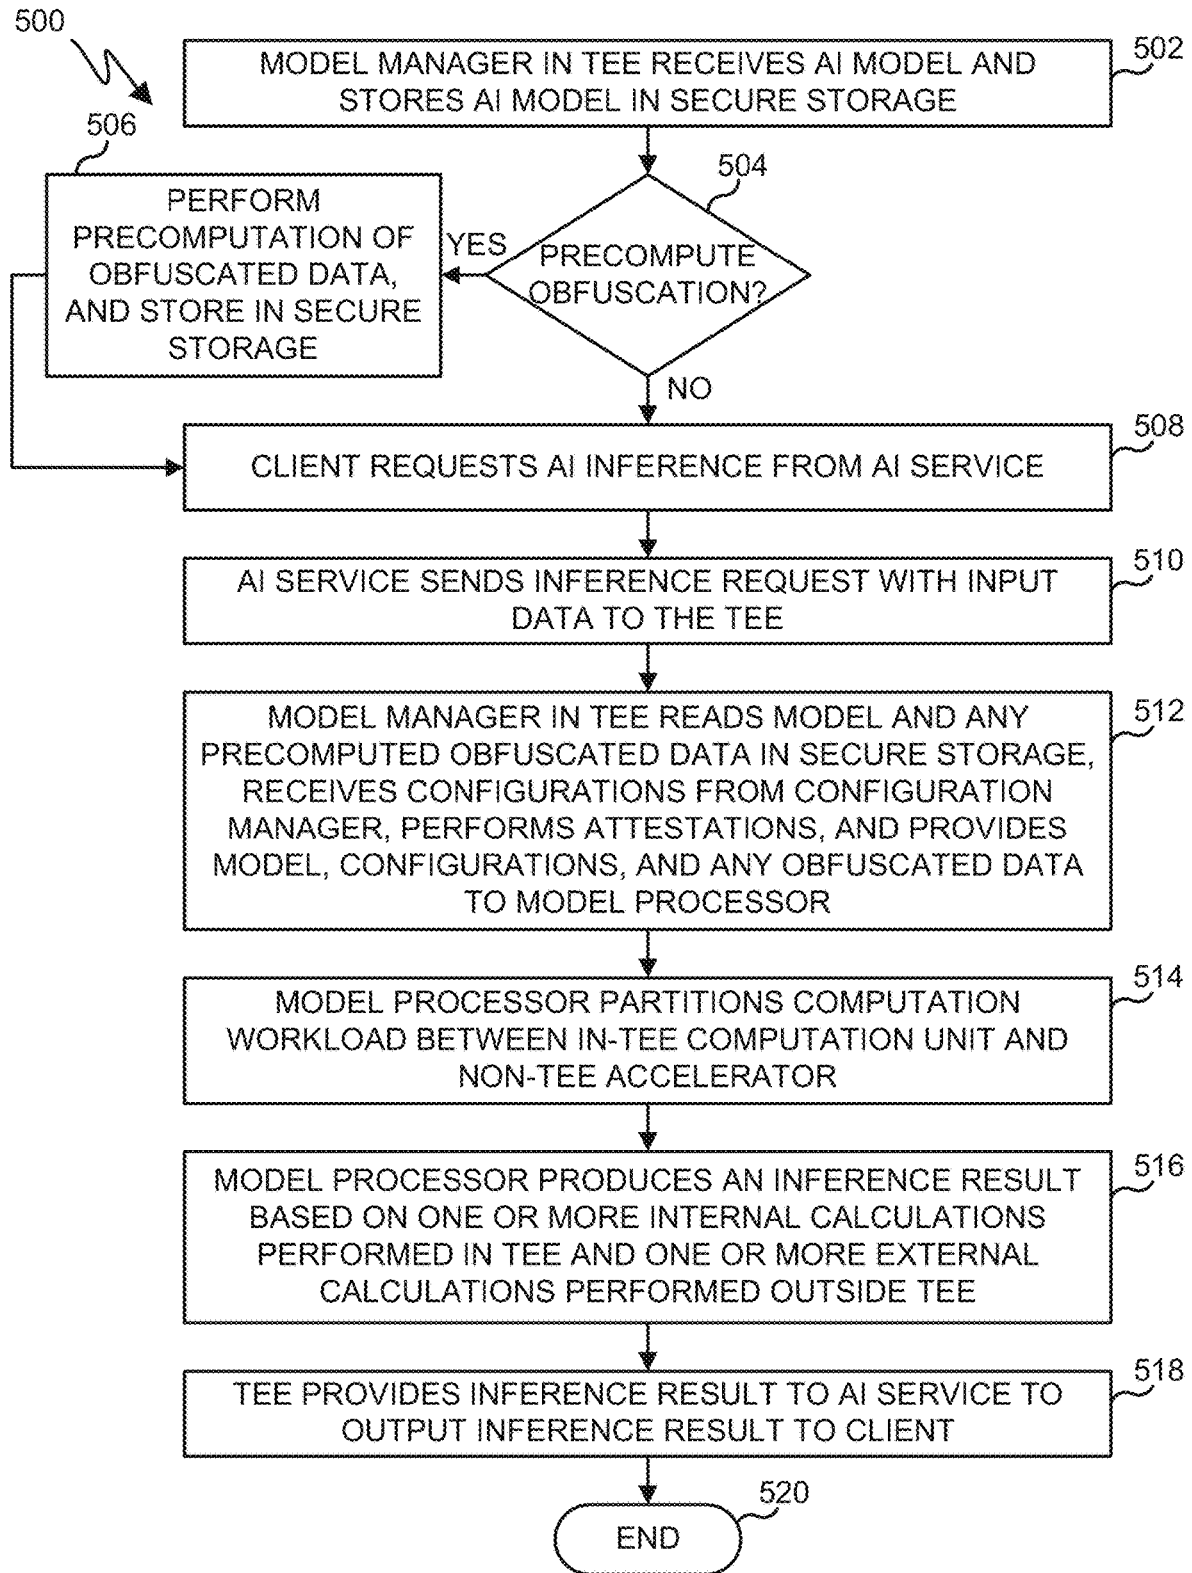 500
MODEL MANAGER IN TEE RECEIVES AI MODEL AND
STORES AI MODEL IN SECURE STORAGE
502
506
PERFORM
PRECOMPUTATION OF
OBFUSCATED DATA,
AND STORE IN SECURE
STORAGE
504
PRECOMPUTE
OBFUSCATION?
YES
NO
CLIENT REQUESTS AI INFERENCE FROM AI SERVICE
508
AI SERVICE SENDS INFERENCE REQUEST WITH INPUT
DATA TO THE TEE
510
MODEL MANAGER IN TEE READS MODEL AND ANY
PRECOMPUTED OBFUSCATED DATA IN SECURE STORAGE,
RECEIVES CONFIGURATIONS FROM CONFIGURATION
MANAGER, PERFORMS ATTESTATIONS, AND PROVIDES
MODEL, CONFIGURATIONS, AND ANY OBFUSCATED DATA
TO MODEL PROCESSOR
512
MODEL PROCESSOR PARTITIONS COMPUTATION
WORKLOAD BETWEEN IN-TEE COMPUTATION UNIT AND
NON-TEE ACCELERATOR
514
MODEL PROCESSOR PRODUCES AN INFERENCE RESULT
BASED ON ONE OR MORE INTERNAL CALCULATIONS
PERFORMED IN TEE AND ONE OR MORE EXTERNAL
CALCULATIONS PERFORMED OUTSIDE TEE
516
TEE PROVIDES INFERENCE RESULT TO AI SERVICE TO
OUTPUT INFERENCE RESULT TO CLIENT
518
END
520